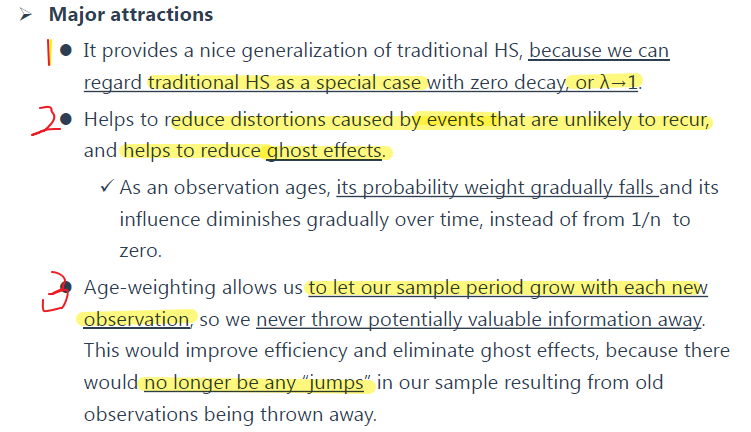 ➢ Major attractions
1 ● It provides a nice generalization of traditional HS, because we can
regard traditional HS as a special case with zero decay, or λ→1.
2 ● Helps to reduce distortions caused by events that are unlikely to recur,
and helps to reduce ghost effects.
✓ As an observation ages, its probability weight gradually falls and its
influence diminishes gradually over time, instead of from 1/n to
zero.
3 ● Age-weighting allows us to let our sample period grow with each new
observation, so we never throw potentially valuable information away.
This would improve efficiency and eliminate ghost effects, because there
would no longer be any “jumps” in our sample resulting from old
observations being thrown away.